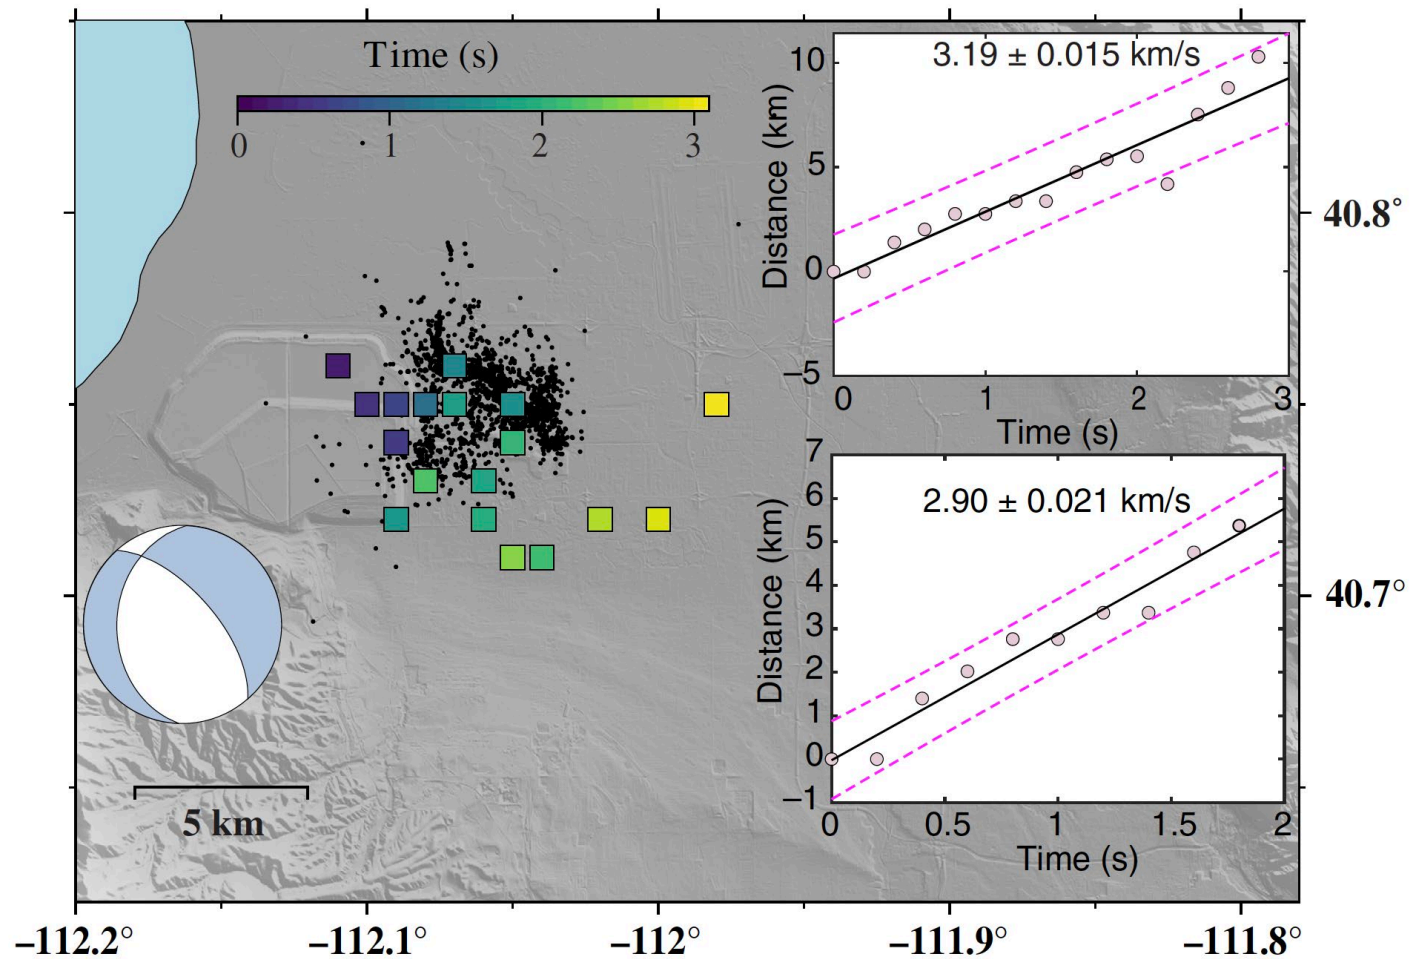 Time (s)
0 1 2 3
3.19 ± 0.015 km/s
Distance (km)
10
5
0
−5
0 1 2 3
Time (s)
2.90 ± 0.021 km/s
Distance (km)
7
6
5
4
3
2
1
0
−1
0 0.5 1 1.5 2
Time (s)
40.8°
40.7°
5 km
−112.2° −112.1° −112° −111.9° −111.8°